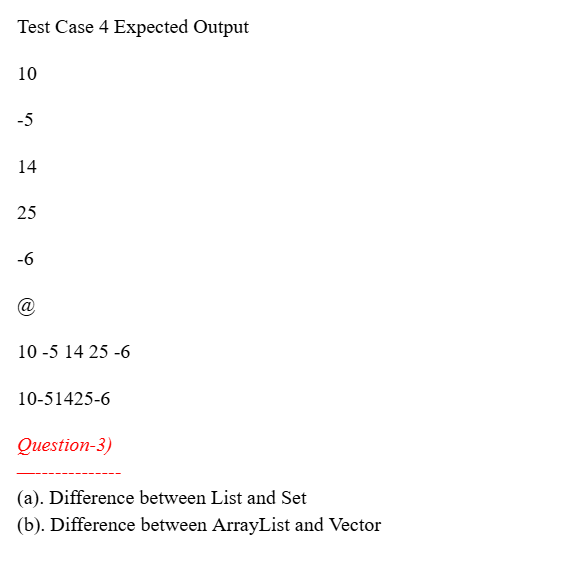 Test Case 4 Expected Output
10
-5
14
25
-6
@
10 -5 14 25 -6
10-51425-6
Question-3)
—-------------
(a). Difference between List and Set
(b). Difference between ArrayList and Vector